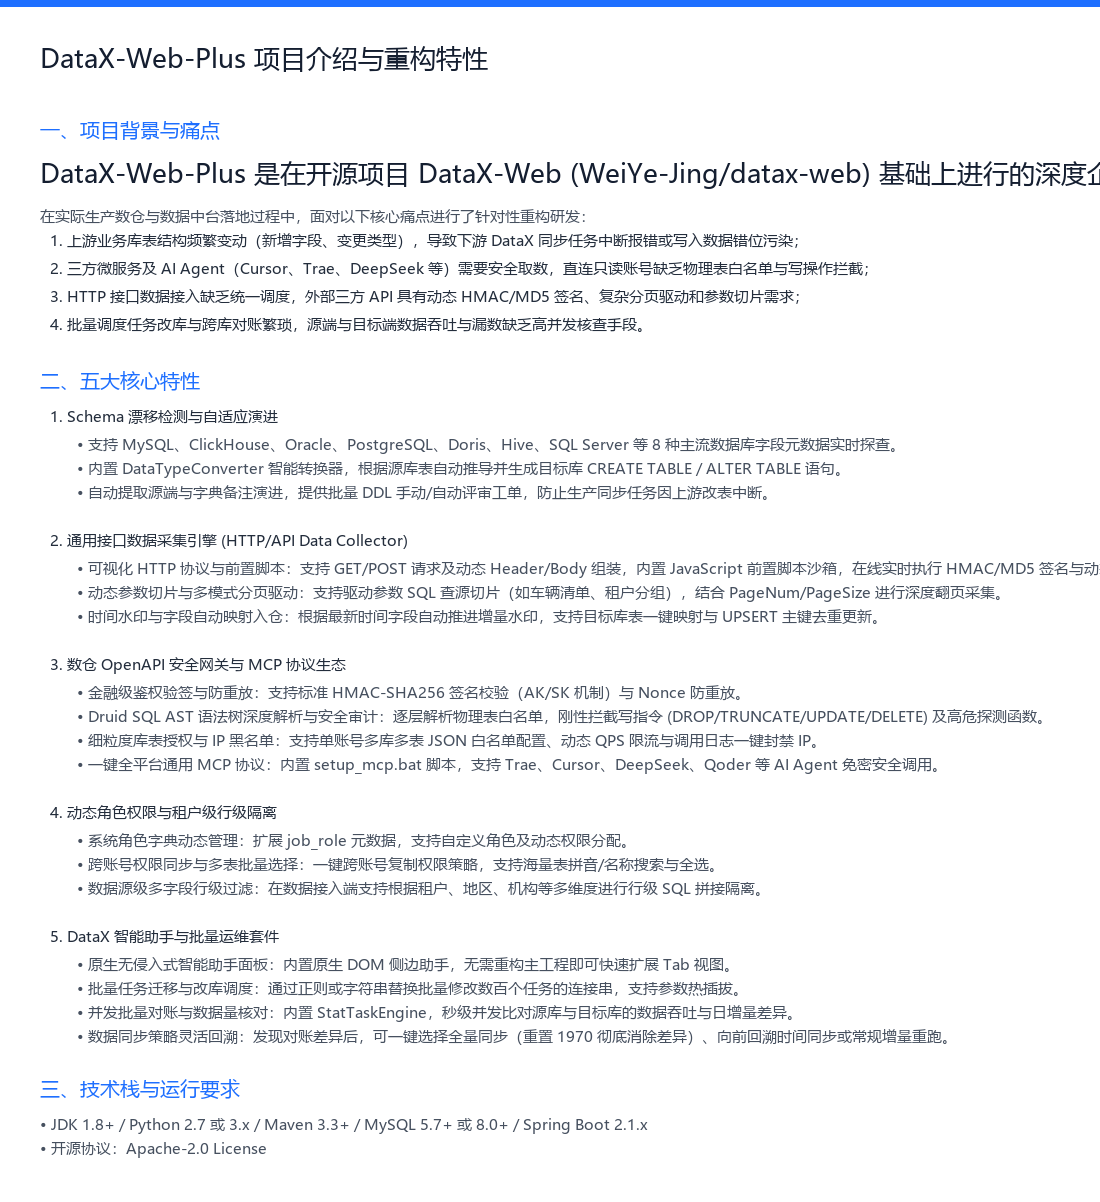 DataX-Web-Plus 项目介绍与重构特性
一、项目背景与痛点
DataX-Web-Plus 是在开源项目 DataX-Web (WeiYe-Jing/datax-web) 基础上进行的深度企
在实际生产数仓与数据中台落地过程中，面对以下核心痛点进行了针对性重构研发：
1. 上游业务库表结构频繁变动（新增字段、变更类型），导致下游 DataX 同步任务中断报错或写入数据错位污染；
2. 三方微服务及 AI Agent（Cursor、Trae、DeepSeek 等）需要安全取数，直连只读账号缺乏物理表白名单与写操作拦截；
3. HTTP 接口数据接入缺乏统一调度，外部三方 API 具有动态 HMAC/MD5 签名、复杂分页驱动和参数切片需求；
4. 批量调度任务改库与跨库对账繁琐，源端与目标端数据吞吐与漏数缺乏高并发核查手段。
二、五大核心特性
1. Schema 漂移检测与自适应演进
• 支持 MySQL、ClickHouse、Oracle、PostgreSQL、Doris、Hive、SQL Server 等 8 种主流数据库字段元数据实时探查。
• 内置 DataTypeConverter 智能转换器，根据源库表自动推导并生成目标库 CREATE TABLE / ALTER TABLE 语句。
• 自动提取源端与字典备注演进，提供批量 DDL 手动/自动评审工单，防止生产同步任务因上游改表中断。
2. 通用接口数据采集引擎 (HTTP/API Data Collector)
• 可视化 HTTP 协议与前置脚本：支持 GET/POST 请求及动态 Header/Body 组装，内置 JavaScript 前置脚本沙箱，在线实时执行 HMAC/MD5 签名与动
• 动态参数切片与多模式分页驱动：支持驱动参数 SQL 查源切片（如车辆清单、租户分组），结合 PageNum/PageSize 进行深度翻页采集。
• 时间水印与字段自动映射入仓：根据最新时间字段自动推进增量水印，支持目标库表一键映射与 UPSERT 主键去重更新。
3. 数仓 OpenAPI 安全网关与 MCP 协议生态
• 金融级鉴权验签与防重放：支持标准 HMAC-SHA256 签名校验（AK/SK 机制）与 Nonce 防重放。
• Druid SQL AST 语法树深度解析与安全审计：逐层解析物理表白名单，刚性拦截写指令 (DROP/TRUNCATE/UPDATE/DELETE) 及高危探测函数。
• 细粒度库表授权与 IP 黑名单：支持单账号多库多表 JSON 白名单配置、动态 QPS 限流与调用日志一键封禁 IP。
• 一键全平台通用 MCP 协议：内置 setup_mcp.bat 脚本，支持 Trae、Cursor、DeepSeek、Qoder 等 AI Agent 免密安全调用。
4. 动态角色权限与租户级行级隔离
• 系统角色字典动态管理：扩展 job_role 元数据，支持自定义角色及动态权限分配。
• 跨账号权限同步与多表批量选择：一键跨账号复制权限策略，支持海量表拼音/名称搜索与全选。
• 数据源级多字段行级过滤：在数据接入端支持根据租户、地区、机构等多维度进行行级 SQL 拼接隔离。
5. DataX 智能助手与批量运维套件
• 原生无侵入式智能助手面板：内置原生 DOM 侧边助手，无需重构主工程即可快速扩展 Tab 视图。
• 批量任务迁移与改库调度：通过正则或字符串替换批量修改数百个任务的连接串，支持参数热插拔。
• 并发批量对账与数据量核对：内置 StatTaskEngine，秒级并发比对源库与目标库的数据吞吐与日增量差异。
• 数据同步策略灵活回溯：发现对账差异后，可一键选择全量同步（重置 1970 彻底消除差异）、向前回溯时间同步或常规增量重跑。
三、技术栈与运行要求
• JDK 1.8+ / Python 2.7 或 3.x / Maven 3.3+ / MySQL 5.7+ 或 8.0+ / Spring Boot 2.1.x
• 开源协议：Apache-2.0 License